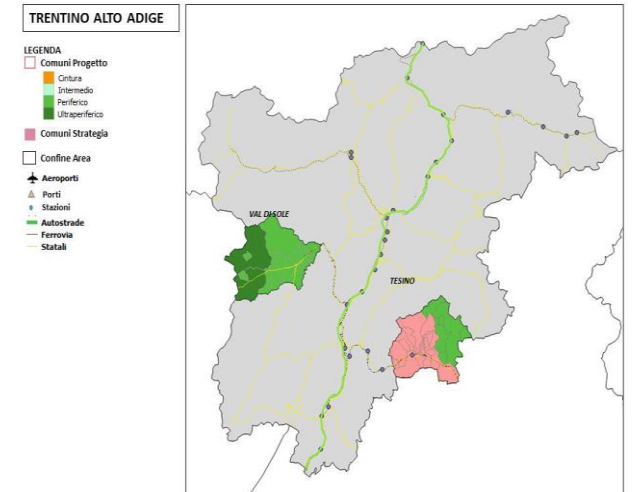 TRENTINO ALTO ADIGE
LEGENDA
Comuni Progetto
Cintura
Intermedio
Periferico
Ultraperiferico
Comuni Strategia
Confine Area
Aeroporti
Porti
Stazioni
Autostrade
Ferrovia
Statali
VAL DI SOLE
TESINO